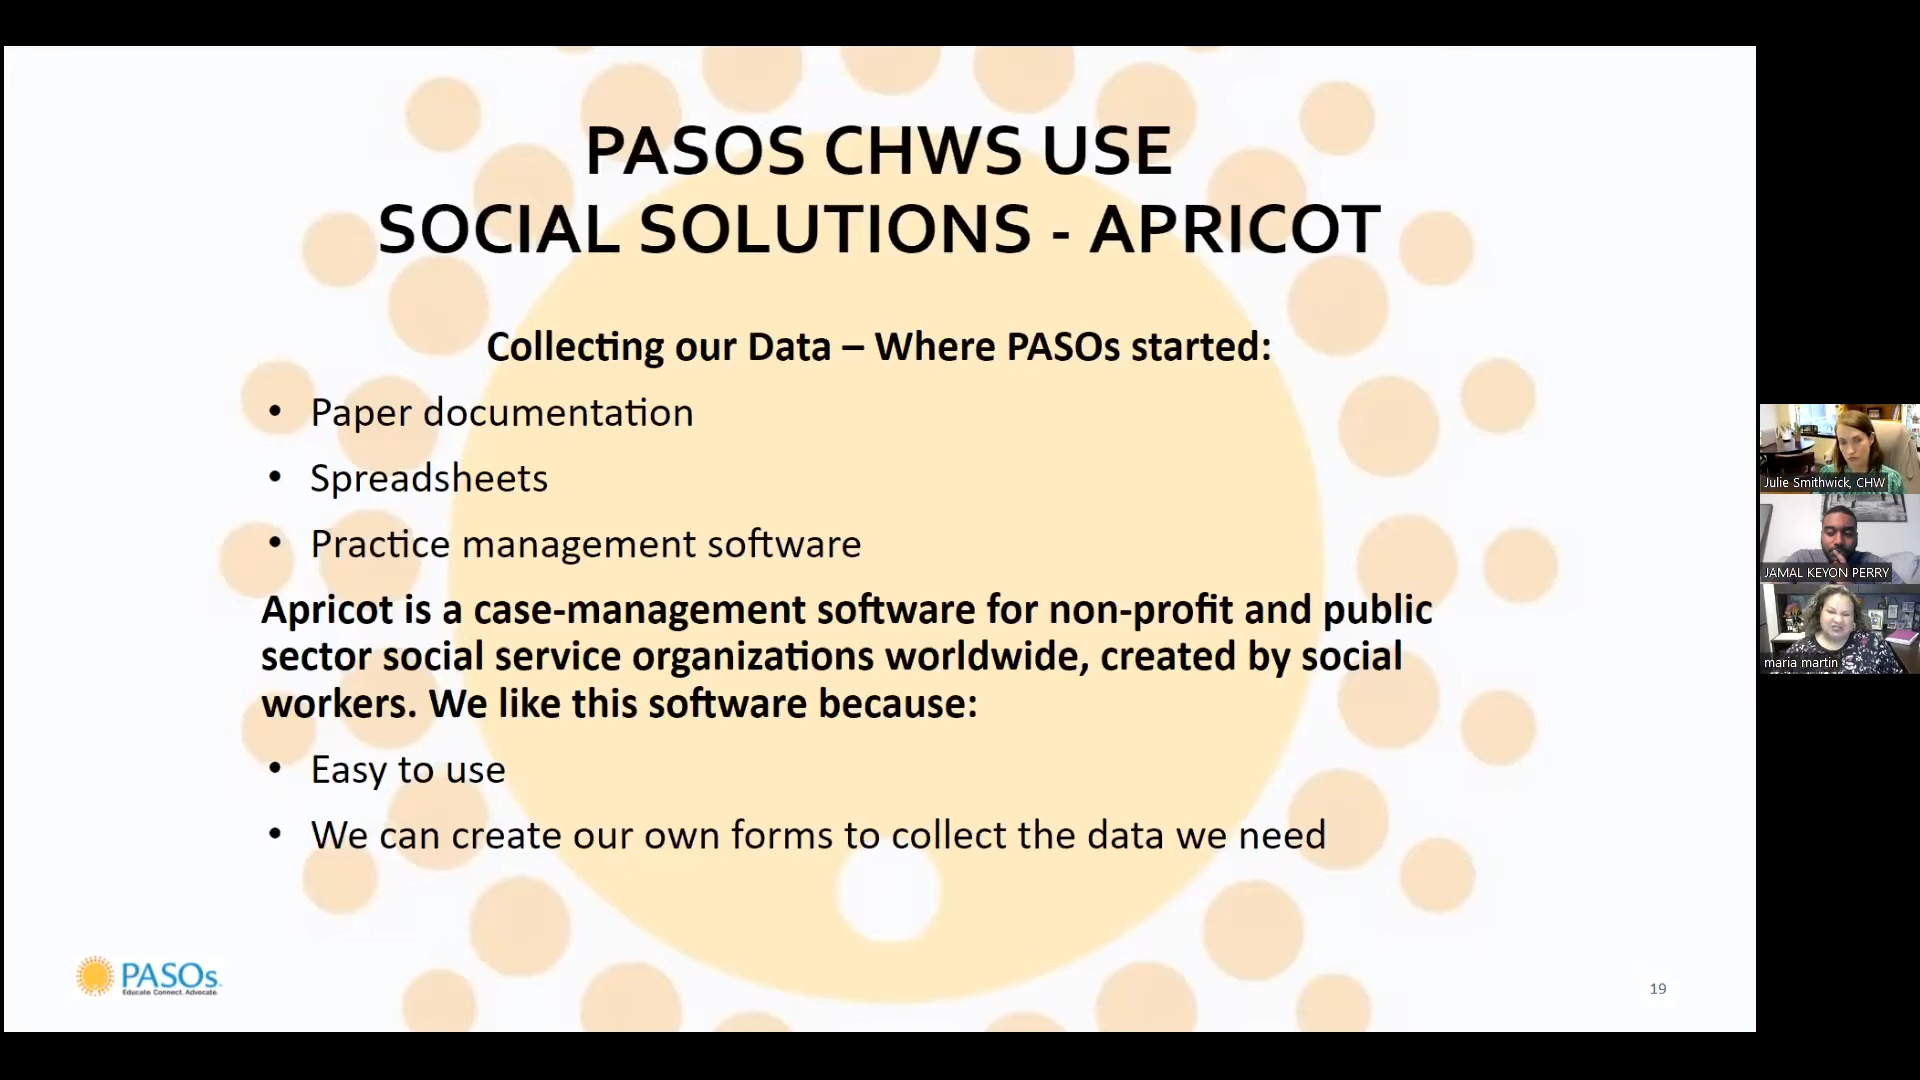 PASOS CHWS USE
SOCIAL SOLUTIONS - APRICOT
Collecting our Data – Where PASOs started:
• Paper documentation
• Spreadsheets
• Practice management software
Apricot is a case-management software for non-profit and public
sector social service organizations worldwide, created by social
workers. We like this software because:
• Easy to use
• We can create our own forms to collect the data we need
PASOs
Educate. Connect. Advocate.
19
Julie Smithwick, CHW
JAMAL KEYON PERRY
maria martin